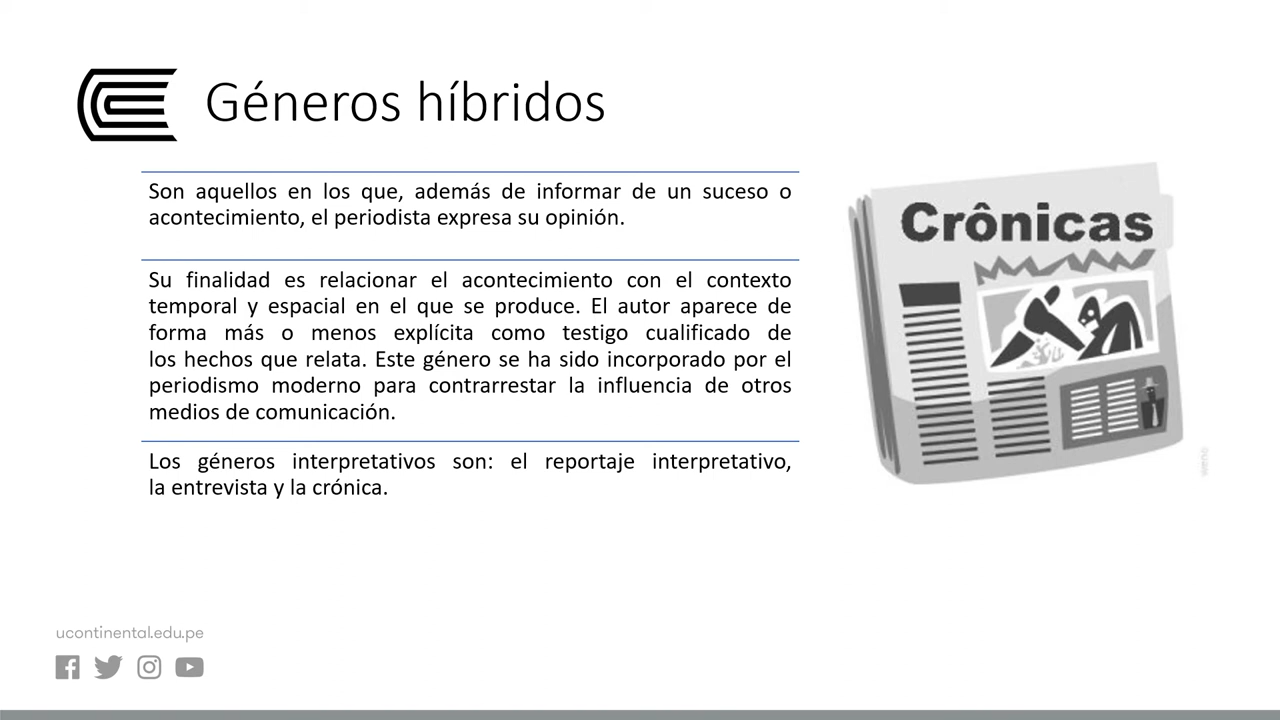 Géneros híbridos
Son aquellos en los que, además de informar de un suceso o
acontecimiento, el periodista expresa su opinión.
Su finalidad es relacionar el acontecimiento con el contexto
temporal y espacial en el que se produce. El autor aparece de
forma más o menos explícita como testigo cualificado de
los hechos que relata. Este género se ha sido incorporado por el
periodismo moderno para contrarrestar la influencia de otros
medios de comunicación.
Los géneros interpretativos son: el reportaje interpretativo,
la entrevista y la crónica.
Crônicas
ucontinental.edu.pe